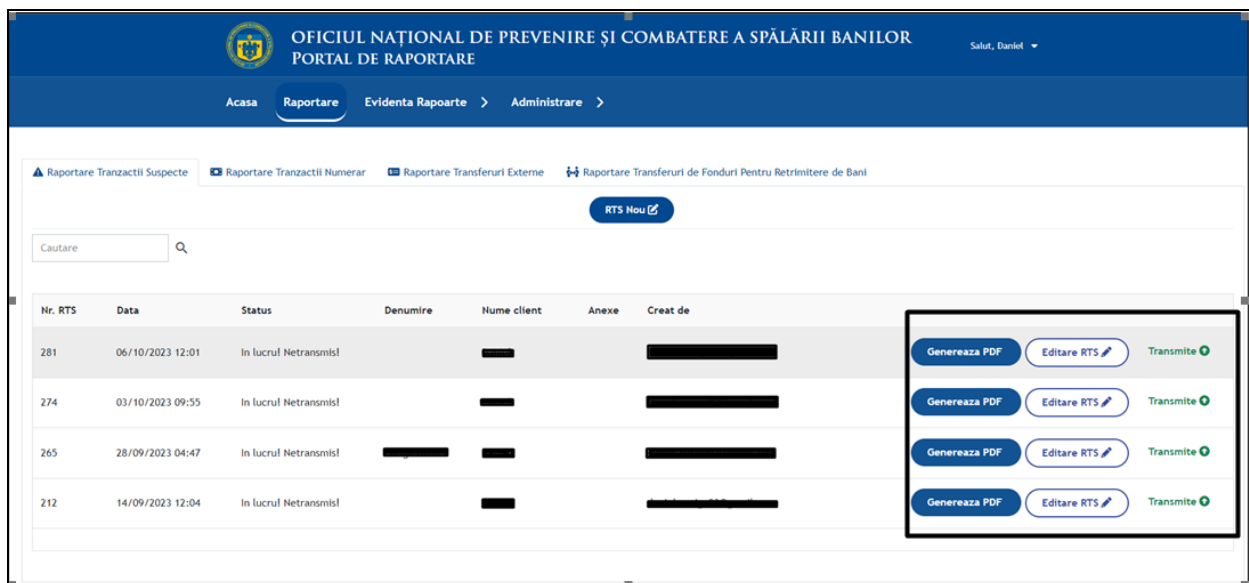 OFICIUL NAȚIONAL DE PREVENIRE ȘI COMBATERE A SPĂLĂRII BANILOR
PORTAL DE RAPORTARE
Salut, Daniel
Acasa Raportare Evidenta Rapoarte Administrare
Raportare Tranzactii Suspecte Raportare Tranzactii Numerar Raportare Transferuri Externe Raportare Transferuri de Fonduri Pentru Retrimitere de Bani
RTS Nou
Cautare
Nr. RTS Data Status Denumire Nume client Anexe Creat de
281 06/10/2023 12:01 In lucru! Netransmis! Genereaza PDF Editare RTS Transmite
274 03/10/2023 09:55 In lucru! Netransmis! Genereaza PDF Editare RTS Transmite
265 28/09/2023 04:47 In lucru! Netransmis! Genereaza PDF Editare RTS Transmite
212 14/09/2023 12:04 In lucru! Netransmis! Genereaza PDF Editare RTS Transmite